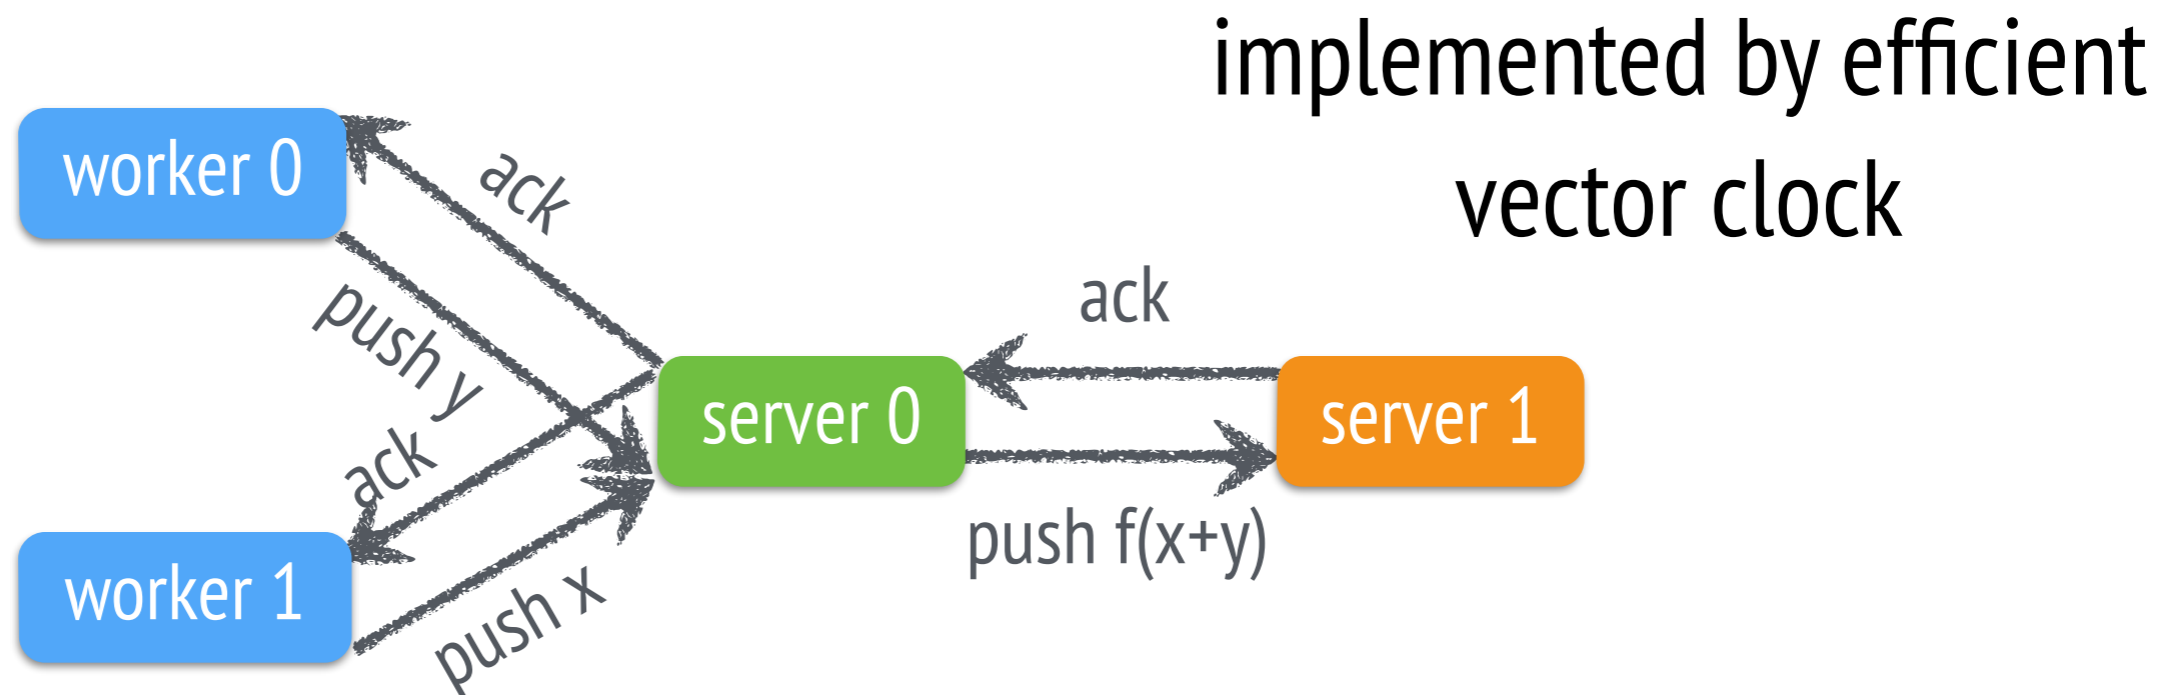 implemented by efficient
vector clock
worker 0
ack
push y
ack
server 0
server 1
ack
push f(x+y)
worker 1
push x